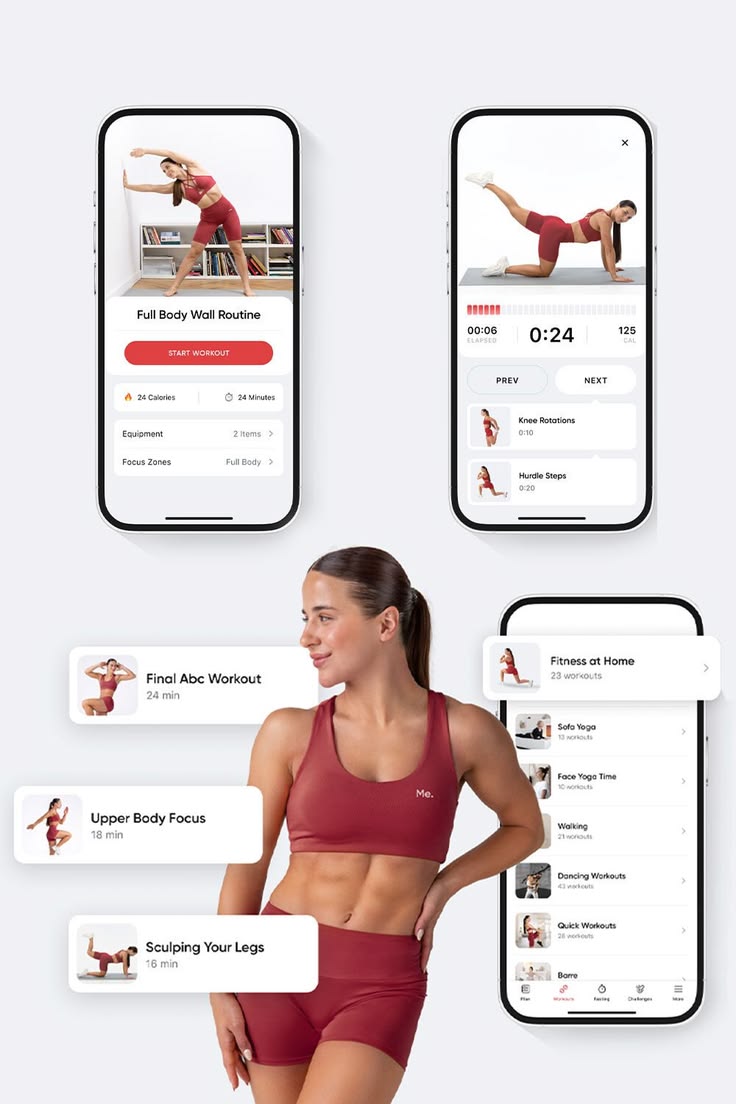 Full Body Wall Routine
START WORKOUT
24 Calories
24 Minutes
Equipment
2 Items
Focus Zones
Full Body
00:06
ELAPSED
0:24
125
CAL
PREV
NEXT
Knee Rotations
0:10
Hurdle Steps
0:20
Final Abc Workout
24 min
Upper Body Focus
18 min
Sculping Your Legs
16 min
Me.
Fitness at Home
23 workouts
Sofa Yoga
13 workouts
Face Yoga Time
10 workouts
Walking
21 workouts
Dancing Workouts
43 workouts
Quick Workouts
28 workouts
Barre
Plan
Workouts
Fasting
Challenges
More